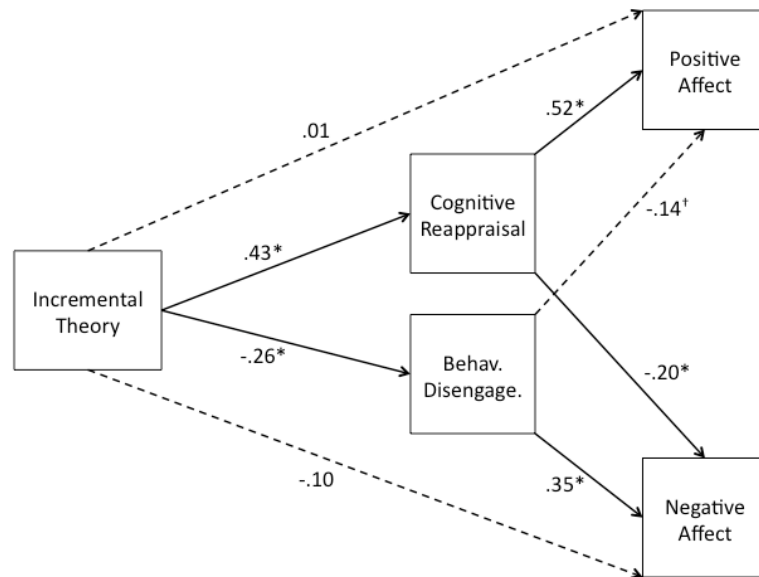 Positive
Affect
.52*
.01
Cognitive
Reappraisal
-.14†
.43*
Incremental
Theory
-.26*
Behav.
Disengage.
-.20*
.35*
-.10
Negative
Affect